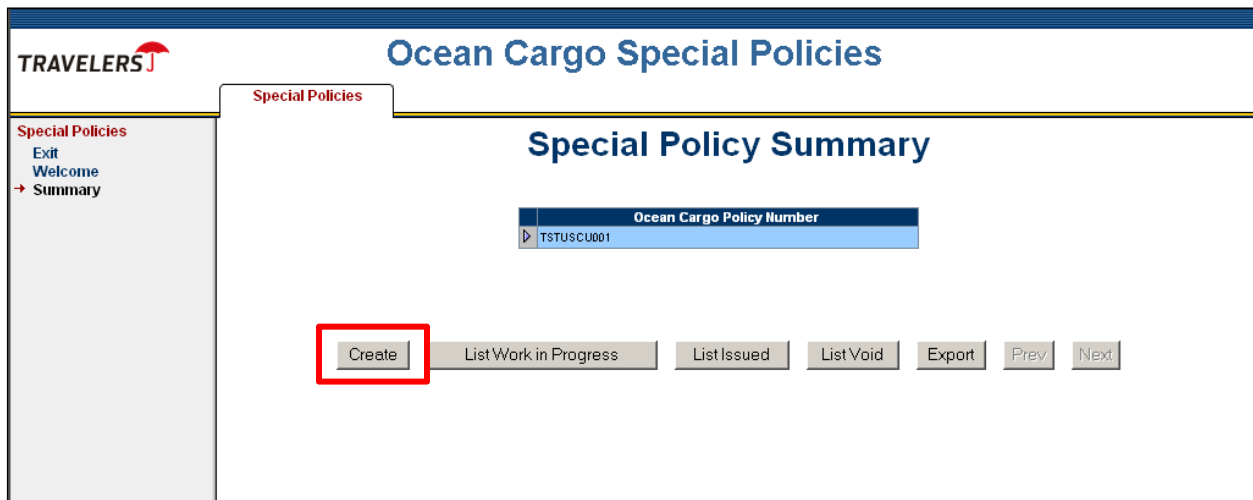 TRAVELERS
Ocean Cargo Special Policies
Special Policies
Special Policies
Exit
Welcome
Summary
Special Policy Summary
Ocean Cargo Policy Number
TSTUSCU001
Create List Work in Progress List Issued List Void Export Prev Next